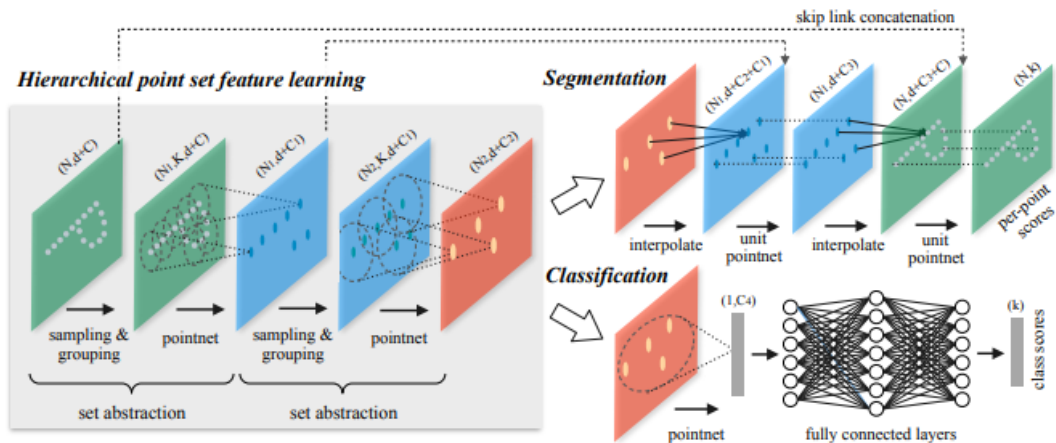 skip link concatenation
Hierarchical point set feature learning
(N,d+C)
(N1,K,d+C)
(N1,d+C1)
(N2,K,d+C1)
(N2,d+C2)
sampling &
grouping
pointnet
sampling &
grouping
pointnet
set abstraction
set abstraction
Segmentation
(N1,d+C2+C1)
(N1,d+C3)
(N,d+C3+C)
(N,k)
interpolate
unit
pointnet
interpolate
unit
pointnet
per-point
scores
Classification
(1,C4)
(k)
class scores
pointnet
fully connected layers